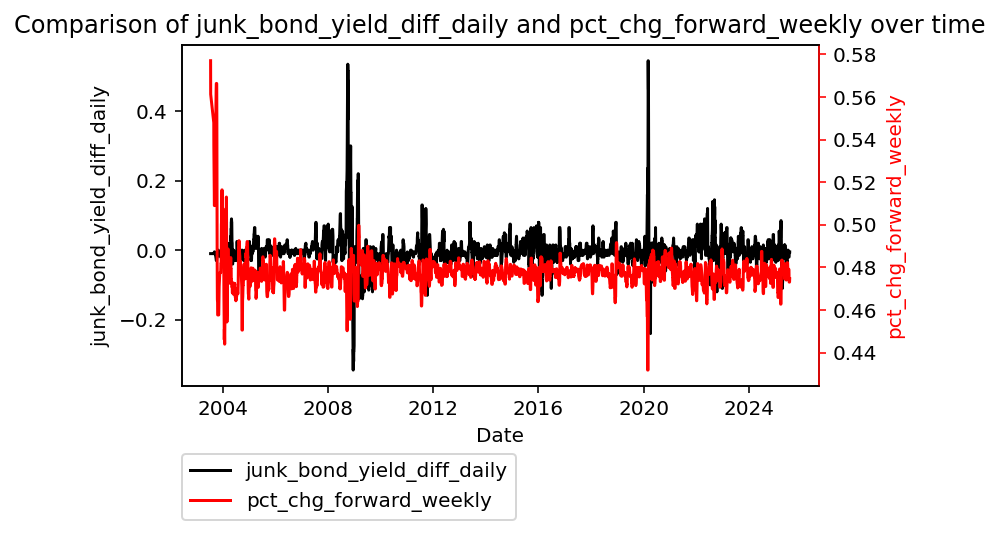 Comparison of junk_bond_yield_diff_daily and pct_chg_forward_weekly over time
junk_bond_yield_diff_daily
0.4
0.2
0.0
−0.2
0.58
0.56
0.54
0.52
0.50
0.48
0.46
0.44
pct_chg_forward_weekly
2004 2008 2012 2016 2020 2024
Date
junk_bond_yield_diff_daily
pct_chg_forward_weekly